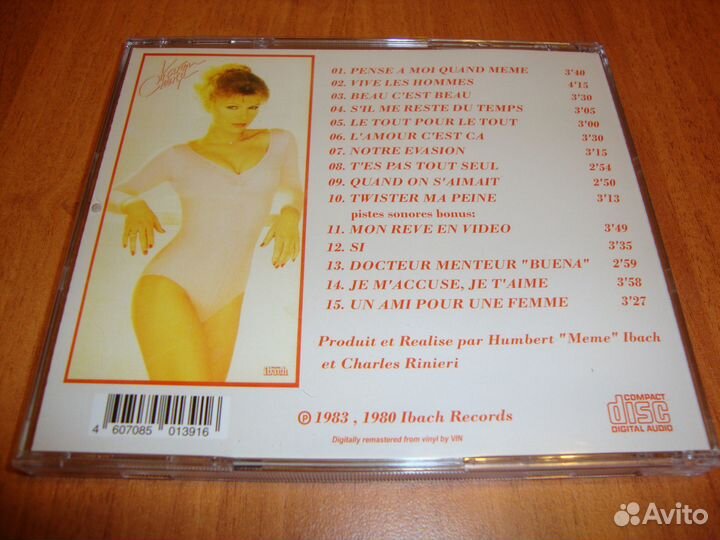 Karen
Cheryl
01. PENSE A MOI QUAND MEME 3'40
02. VIVE LES HOMMES 4'15
03. BEAU C'EST BEAU 3'30
04. S'IL ME RESTE DU TEMPS 3'05
05. LE TOUT POUR LE TOUT 3'00
06. L'AMOUR C'EST CA 3'30
07. NOTRE EVASION 3'15
08. T'ES PAS TOUT SEUL 2'54
09. QUAND ON S'AIMAIT 2'50
10. TWISTER MA PEINE 3'13
pistes sonores bonus:
11. MON REVE EN VIDEO 3'49
12. SI 3'35
13. DOCTEUR MENTEUR "BUENA" 2'59
14. JE M'ACCUSE, JE T'AIME 3'58
15. UN AMI POUR UNE FEMME 3'27
Produit et Realise par Humbert "Meme" Ibach
et Charles Rinieri
ibach
4 607085 013916
℗ 1983 , 1980 Ibach Records
Digitally remastered from vinyl by VIN
COMPACT
disc
DIGITAL AUDIO
Avito